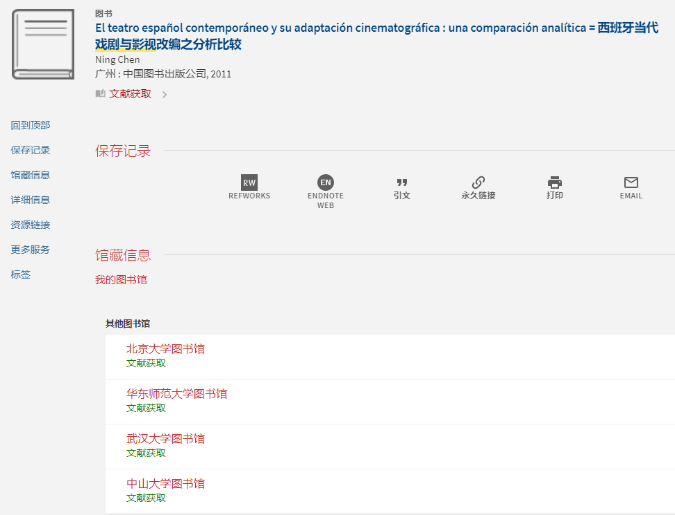 图书
El teatro español contemporáneo y su adaptación cinematográfica : una comparación analítica = 西班牙当代
戏剧与影视改编之分析比较
Ning Chen
广州 : 中国图书出版公司, 2011
文献获取
回到顶部
保存记录
馆藏信息
详细信息
资源链接
更多服务
标签
保存记录
RW
REFWORKS
EN
ENDNOTE
WEB
引文
永久链接
打印
EMAIL
馆藏信息
我的图书馆
其他图书馆
北京大学图书馆
文献获取
华东师范大学图书馆
文献获取
武汉大学图书馆
文献获取
中山大学图书馆
文献获取